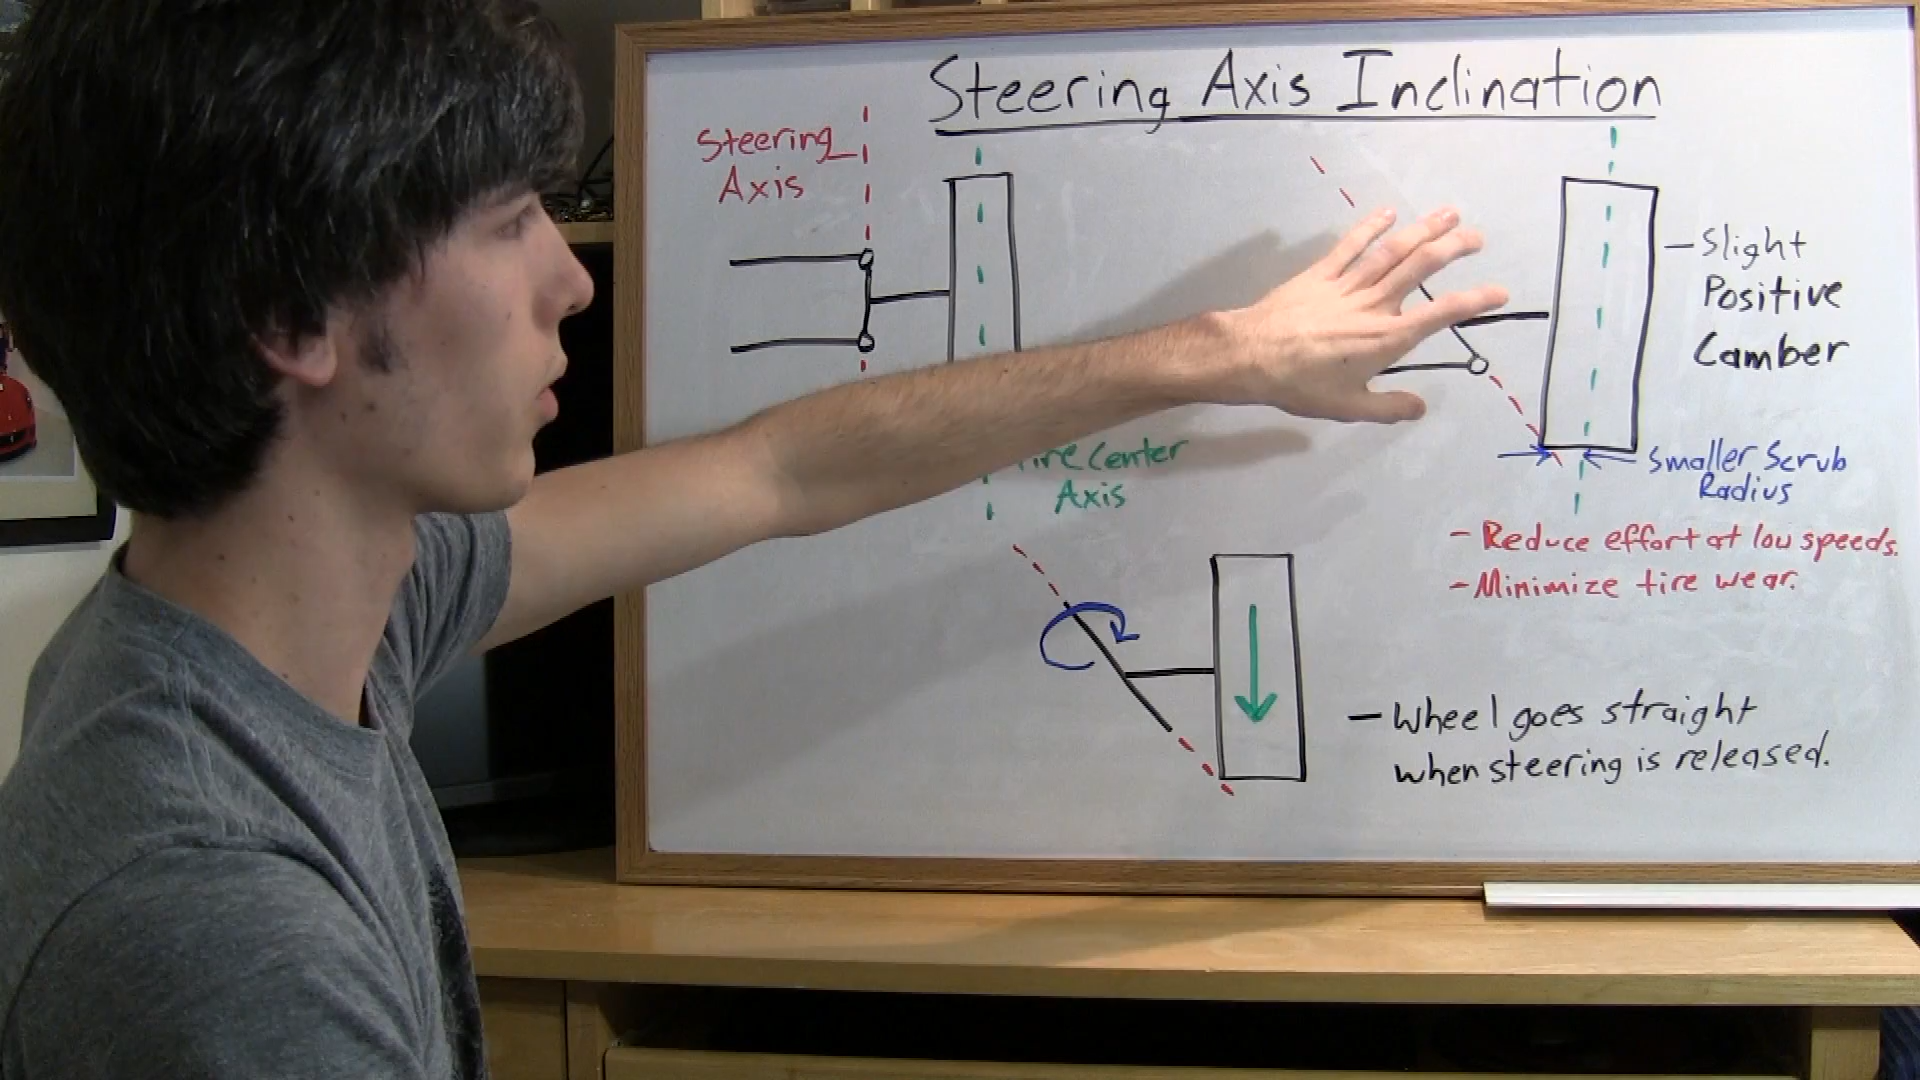 Steering Axis Inclination
Steering
Axis
Tire Center
Axis
- Slight
Positive
Camber
Smaller Scrub
Radius
- Reduce effort at low speeds.
- Minimize tire wear.
- Wheel goes straight
when steering is released.